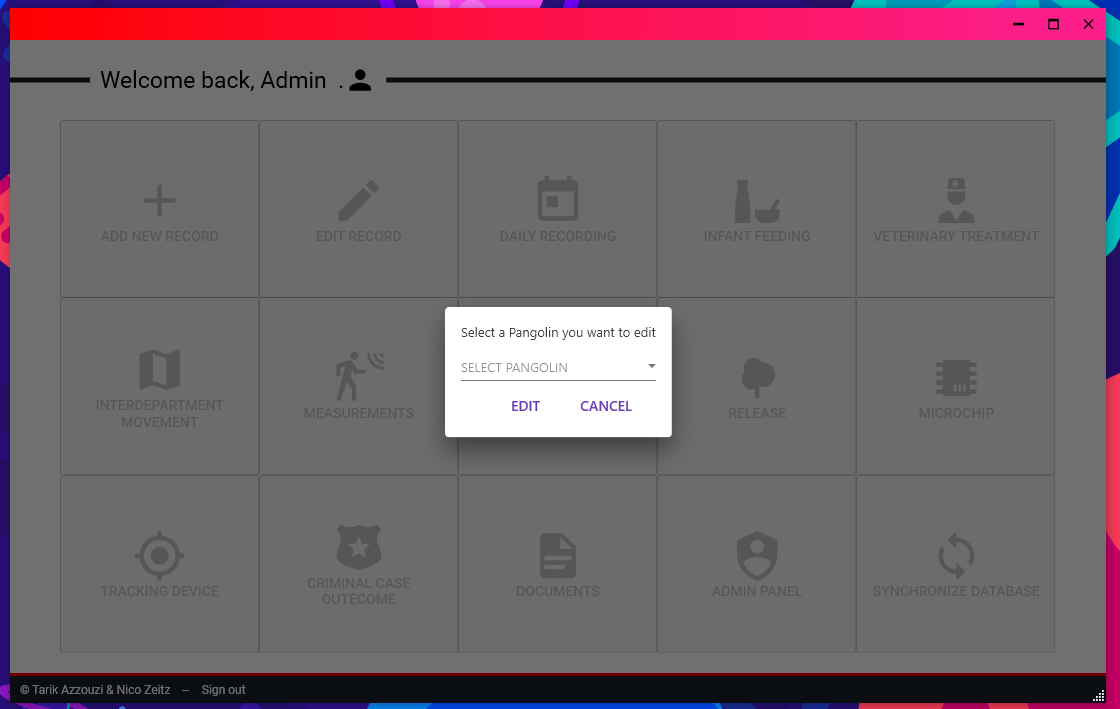 Welcome back, Admin .
ADD NEW RECORD
EDIT RECORD
DAILY RECORDING
INFANT FEEDING
VETERINARY TREATMENT
INTERDEPARTMENT
MOVEMENT
MEASUREMENTS
RELEASE
MICROCHIP
Select a Pangolin you want to edit
SELECT PANGOLIN
EDIT
CANCEL
TRACKING DEVICE
CRIMINAL CASE
OUTECOME
DOCUMENTS
ADMIN PANEL
SYNCHRONIZE DATABASE
© Tarik Azzouzi & Nico Zeitz – Sign out